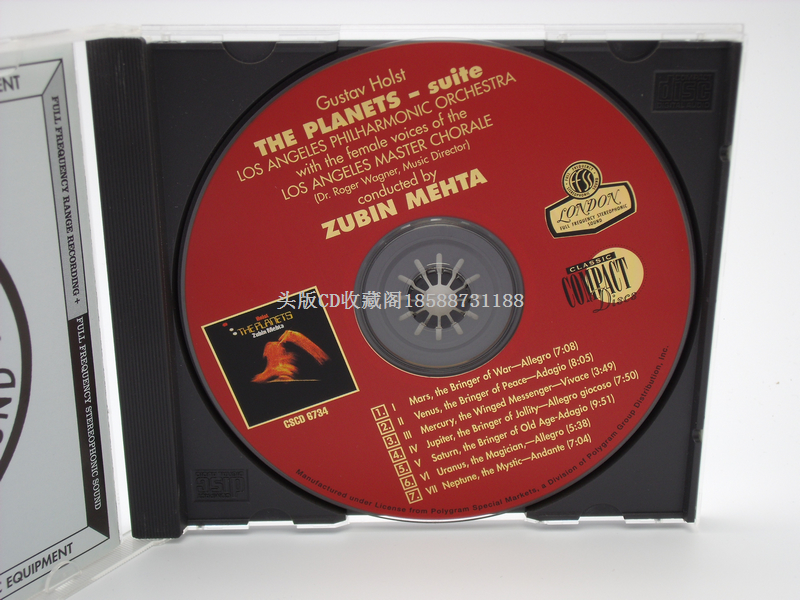 Gustav Holst
THE PLANETS – suite
LOS ANGELES PHILHARMONIC ORCHESTRA
with the female voices of the
LOS ANGELES MASTER CHORALE
(Dr. Roger Wagner, Music Director)
conducted by
ZUBIN MEHTA
LONDON
FULL FREQUENCY STEREOPHONIC
SOUND
CLASSIC
COMPACT
Discs
头版CD收藏阁18588731188
Holst
THE PLANETS
Zubin Mehta
CSCD 6734
1. I Mars, the Bringer of War—Allegro (7:08)
2. II Venus, the Bringer of Peace—Adagio (8:05)
3. III Mercury, the Winged Messenger—Vivace (3:49)
4. IV Jupiter, the Bringer of Jollity—Allegro giocoso (7:50)
5. V Saturn, the Bringer of Old Age-Adagio (9:51)
6. VI Uranus, the Magician,—Allegro (5:38)
7. VII Neptune, the Mystic—Andante (7:04)
Manufactured under License from Polygram Special Markets, a Division of Polygram Group Distribution, Inc.
FULL FREQUENCY RANGE RECORDING +
FULL FREQUENCY STEREOPHONIC SOUND
EQUIPMENT